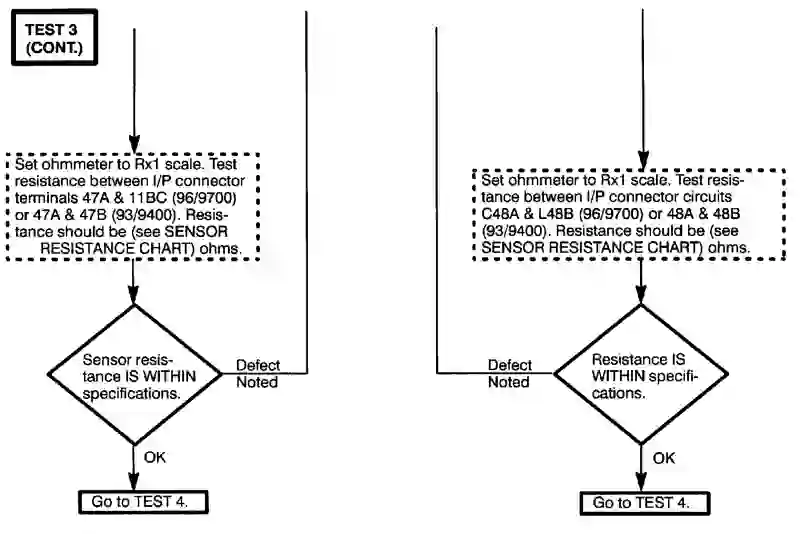 TEST 3
(CONT.)
Set ohmmeter to Rx1 scale. Test
resistance between I/P connector
terminals 47A & 11BC (96/9700)
or 47A & 47B (93/9400). Resis-
tance should be (see SENSOR
RESISTANCE CHART) ohms.
Sensor resis-
tance IS WITHIN
specifications.
Defect
Noted
OK
Go to TEST 4.
Set ohmmeter to Rx1 scale. Test resis-
tance between I/P connector circuits
C48A & L48B (96/9700) or 48A & 48B
(93/9400). Resistance should be (see
SENSOR RESISTANCE CHART) ohms.
Defect
Noted
Resistance IS
WITHIN specifi-
cations.
OK
Go to TEST 4.